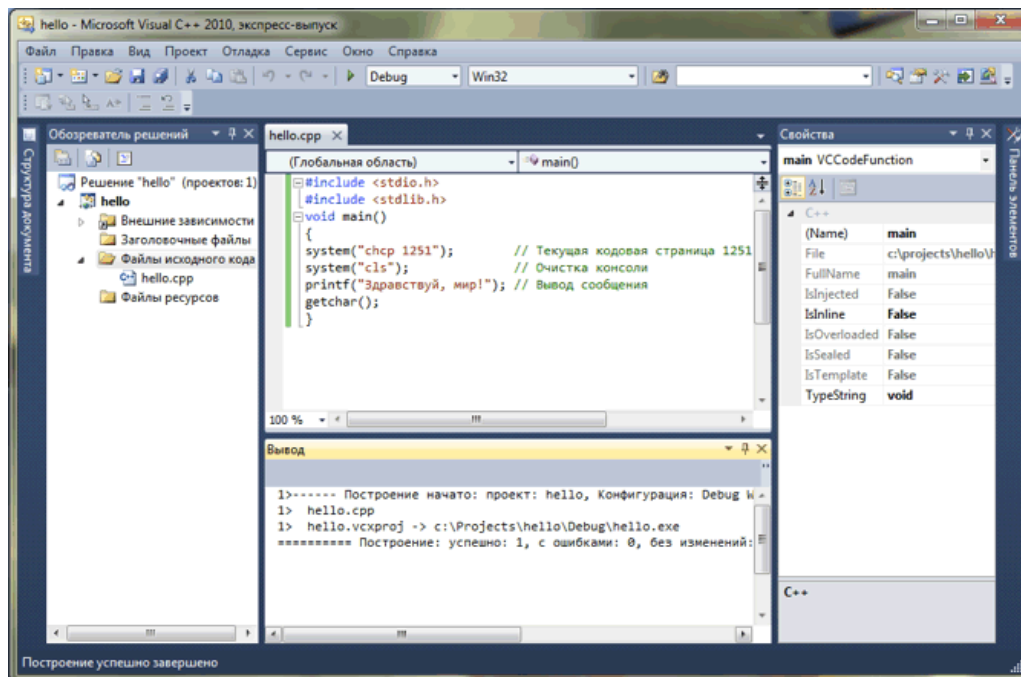 hello - Microsoft Visual C++ 2010, экспресс-выпуск
Файл Правка Вид Проект Отладка Сервис Окно Справка
Debug Win32
Структура документа
Обозреватель решений
Решение "hello" (проектов: 1)
hello
Внешние зависимости
Заголовочные файлы
Файлы исходного кода
hello.cpp
Файлы ресурсов
hello.cpp
(Глобальная область) main()
#include <stdio.h>
#include <stdlib.h>
void main()
{
system("chcp 1251"); // Текущая кодовая страница 1251
system("cls"); // Очистка консоли
printf("Здравствуй, мир!"); // Вывод сообщения
getchar();
}
100 %
Вывод
1>------ Построение начато: проект: hello, Конфигурация: Debug W
1> hello.cpp
1> hello.vcxproj -> c:\Projects\hello\Debug\hello.exe
========== Построение: успешно: 1, с ошибками: 0, без изменений:
Свойства
main VCCodeFunction
C++
(Name) main
File c:\projects\hello\h
FullName main
IsInjected False
IsInline False
IsOverloaded False
IsSealed False
IsTemplate False
TypeString void
C++
Панель элементов
Построение успешно завершено